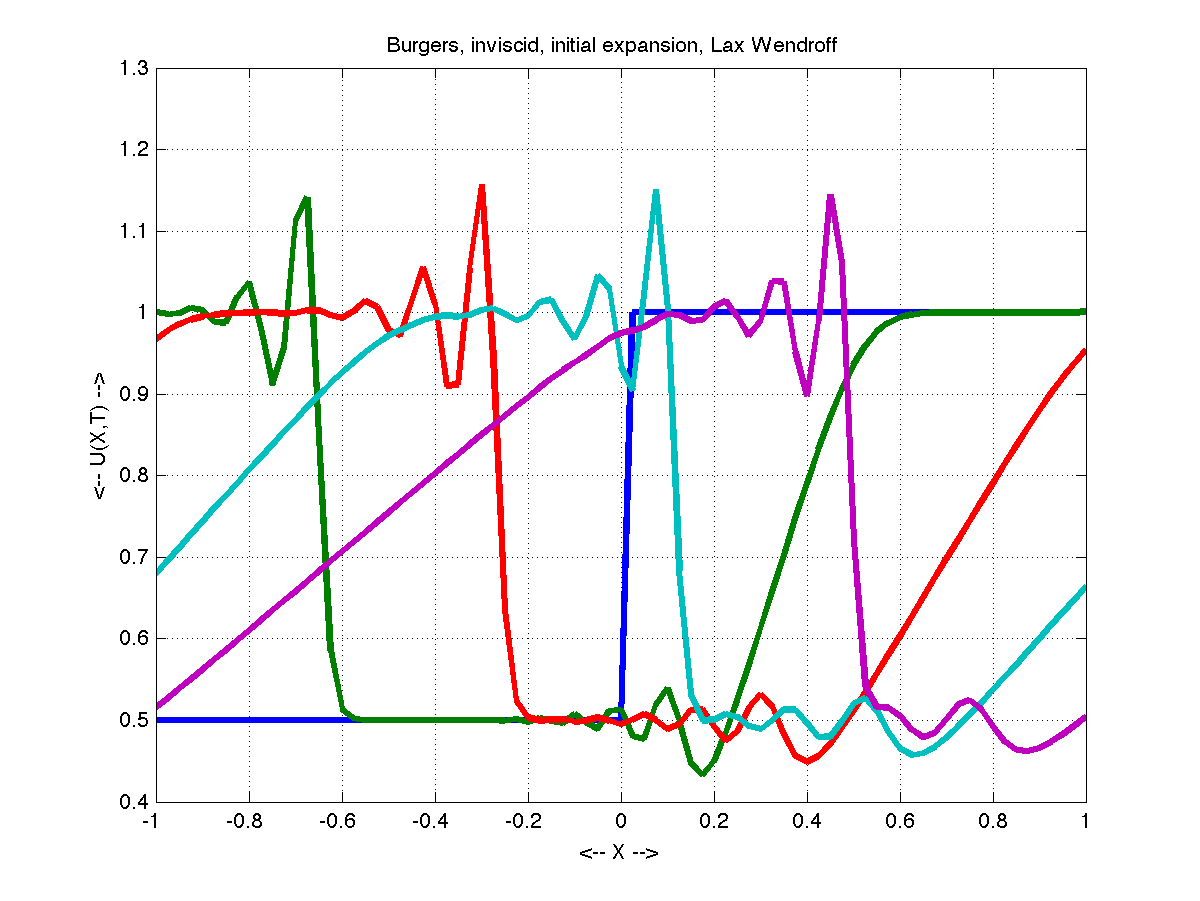 Burgers, inviscid, initial expansion, Lax Wendroff
1.3
1.2
1.1
1
0.9
0.8
0.7
0.6
0.5
0.4
<-- U(X,T) -->
-1 -0.8 -0.6 -0.4 -0.2 0 0.2 0.4 0.6 0.8 1
<-- X -->